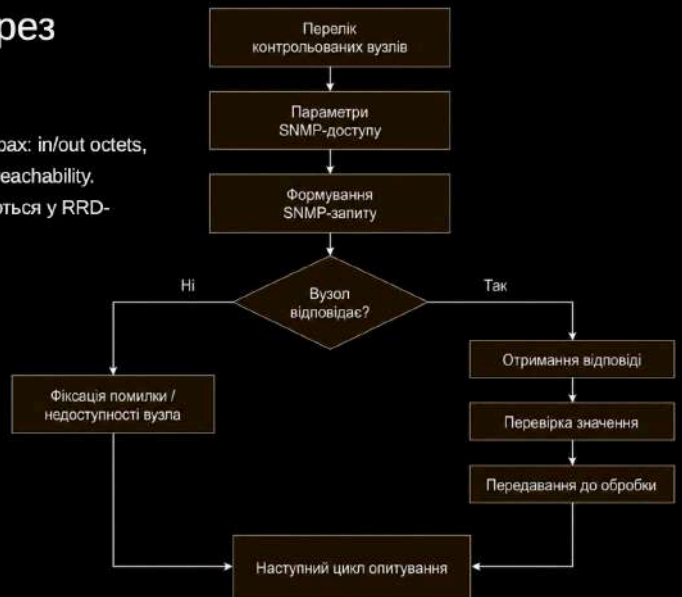 рез
рах: in/out octets,
eachability.
ться у RRD-
Перелік
контрольованих вузлів
Параметри
SNMP-доступу
Формування
SNMP-запиту
Вузол
відповідає?
Ні
Так
Фіксація помилки /
недоступності вузла
Отримання відповіді
Перевірка значення
Передавання до обробки
Наступний цикл опитування